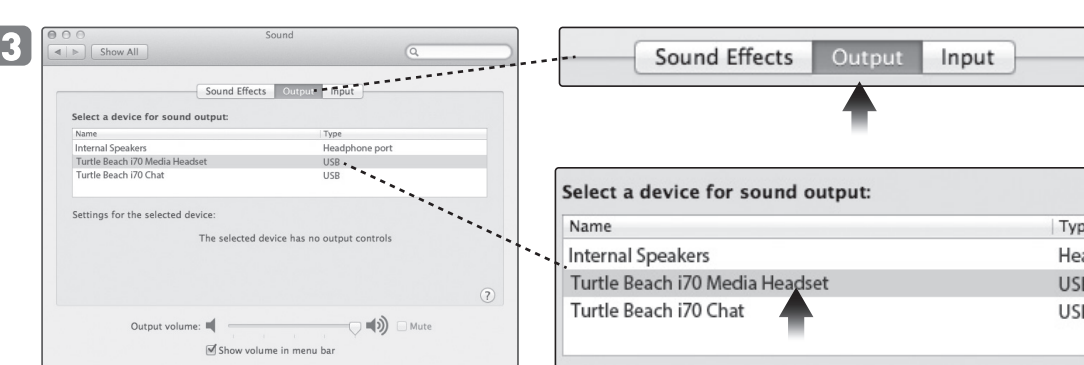 3
Sound
Show All
Sound Effects Output Input
Select a device for sound output:
Name Type
Internal Speakers Headphone port
Turtle Beach i70 Media Headset USB
Turtle Beach i70 Chat USB
Settings for the selected device:
The selected device has no output controls
?
Output volume: Mute
Show volume in menu bar
Sound Effects Output Input
Select a device for sound output:
Name
Internal Speakers
Turtle Beach i70 Media Headset
Turtle Beach i70 Chat